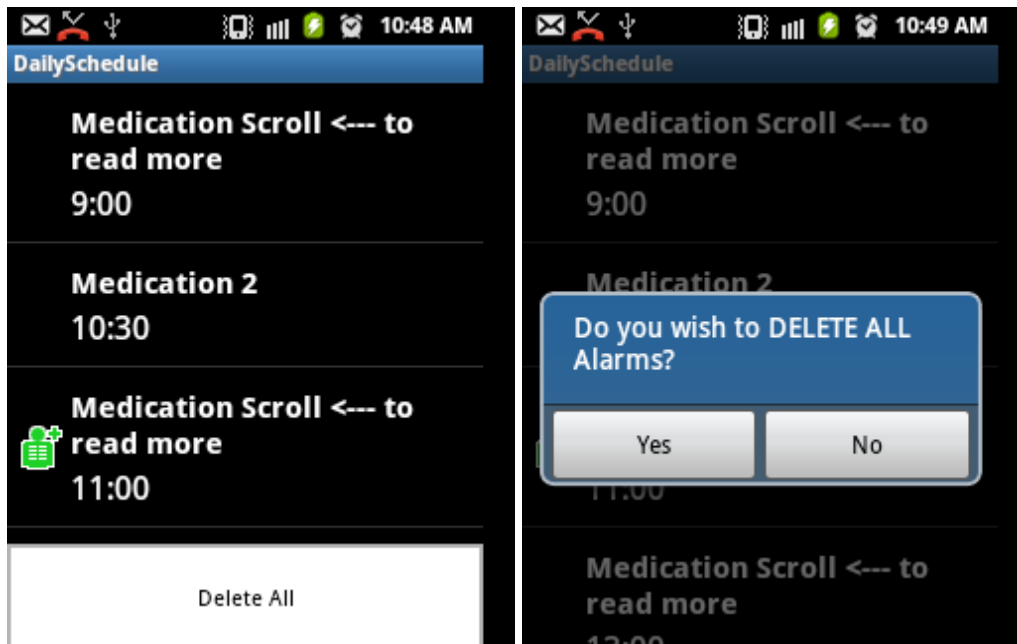 10:48 AM
DailySchedule
Medication Scroll <--- to
read more
9:00
Medication 2
10:30
Medication Scroll <--- to
read more
11:00
Delete All
10:49 AM
DailySchedule
Medication Scroll <--- to
read more
9:00
Medication 2
Do you wish to DELETE ALL
Alarms?
Yes
No
11:00
Medication Scroll <--- to
read more